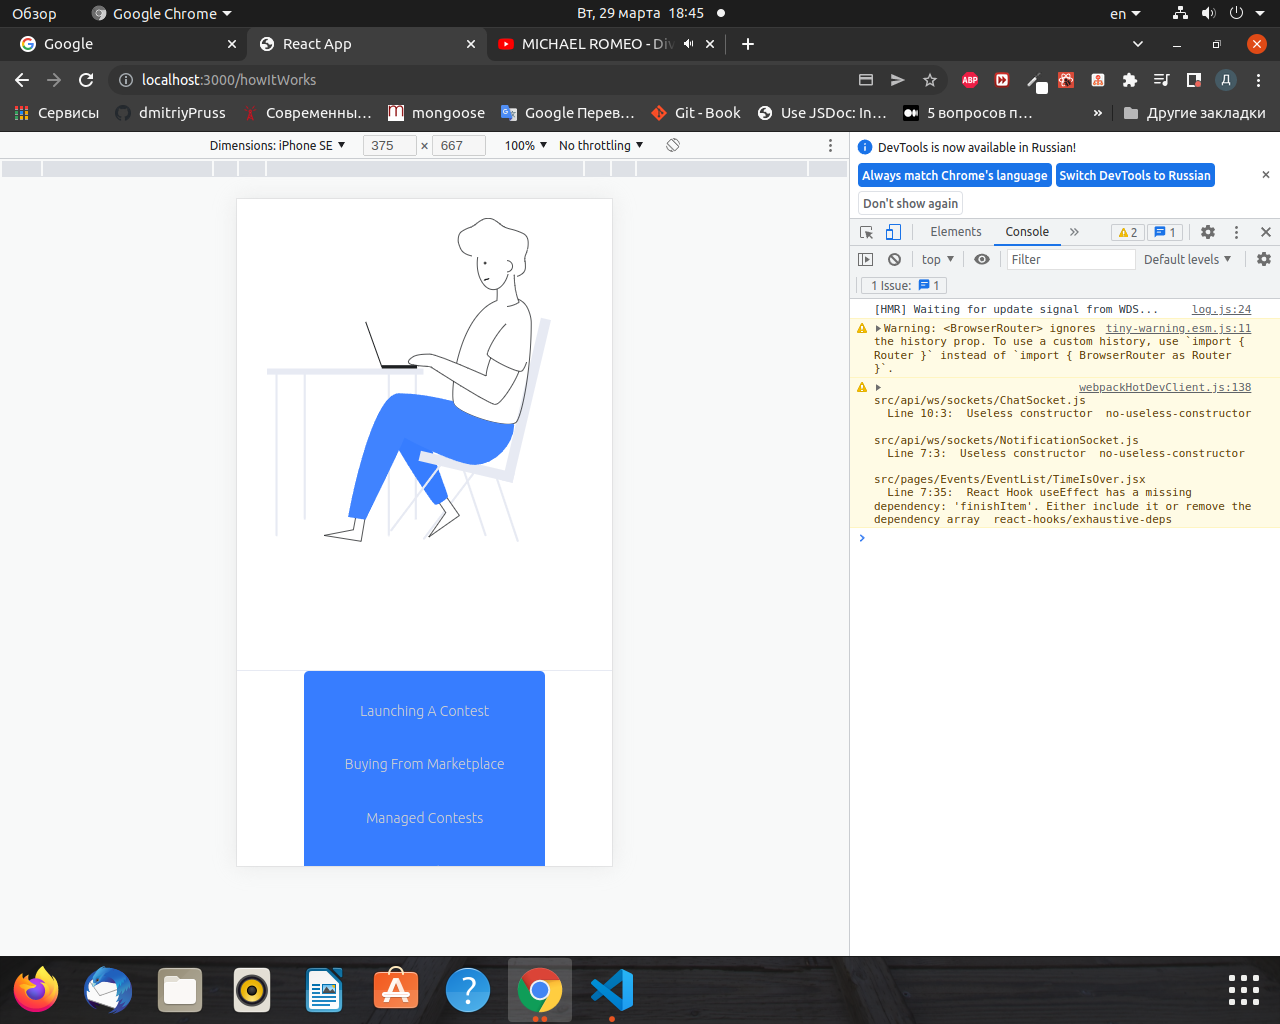 Обзор
Google Chrome
Вт, 29 марта 18:45
en
Google
React App
MICHAEL ROMEO - Div
localhost:3000/howItWorks
ABP
Д
Сервисы
dmitriyPruss
Современны…
mongoose
Google Перев…
Git - Book
Use JSDoc: In…
5 вопросов п…
»
Другие закладки
Dimensions: iPhone SE
375 × 667
100%
No throttling
DevTools is now available in Russian!
Always match Chrome's language
Switch DevTools to Russian
Don't show again
Elements
Console
»
2
1
top
Filter
Default levels
1 Issue: 1
[HMR] Waiting for update signal from WDS...
log.js:24
Warning: <BrowserRouter> ignores
tiny-warning.esm.js:11
the history prop. To use a custom history, use `import {
Router }` instead of `import { BrowserRouter as Router
}`.
webpackHotDevClient.js:138
src/api/ws/sockets/ChatSocket.js
Line 10:3: Useless constructor no-useless-constructor
src/api/ws/sockets/NotificationSocket.js
Line 7:3: Useless constructor no-useless-constructor
src/pages/Events/EventList/TimeIsOver.jsx
Line 7:35: React Hook useEffect has a missing
dependency: 'finishItem'. Either include it or remove the
dependency array react-hooks/exhaustive-deps
Launching A Contest
Buying From Marketplace
Managed Contests